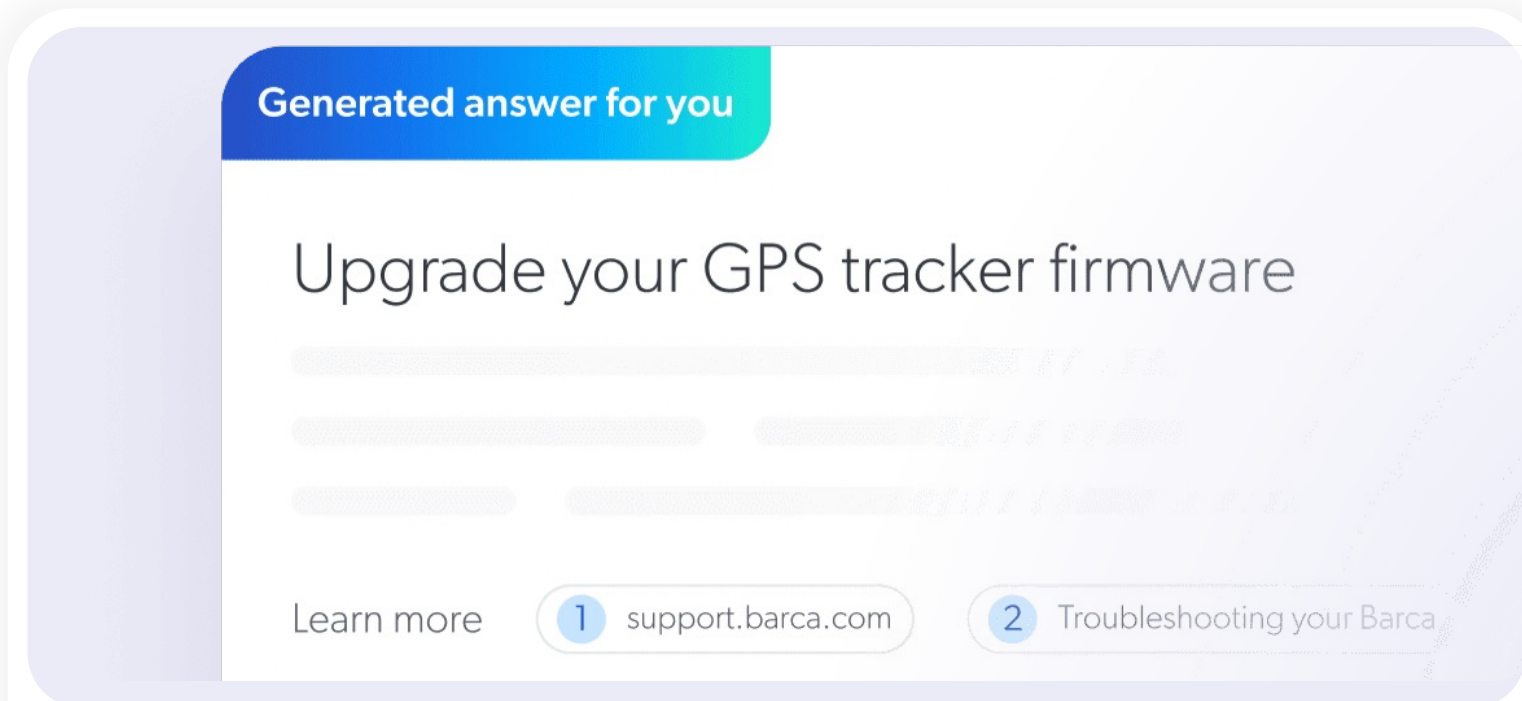 Generated answer for you
Upgrade your GPS tracker firmware
Learn more 1 support.barca.com 2 Troubleshooting your Barca